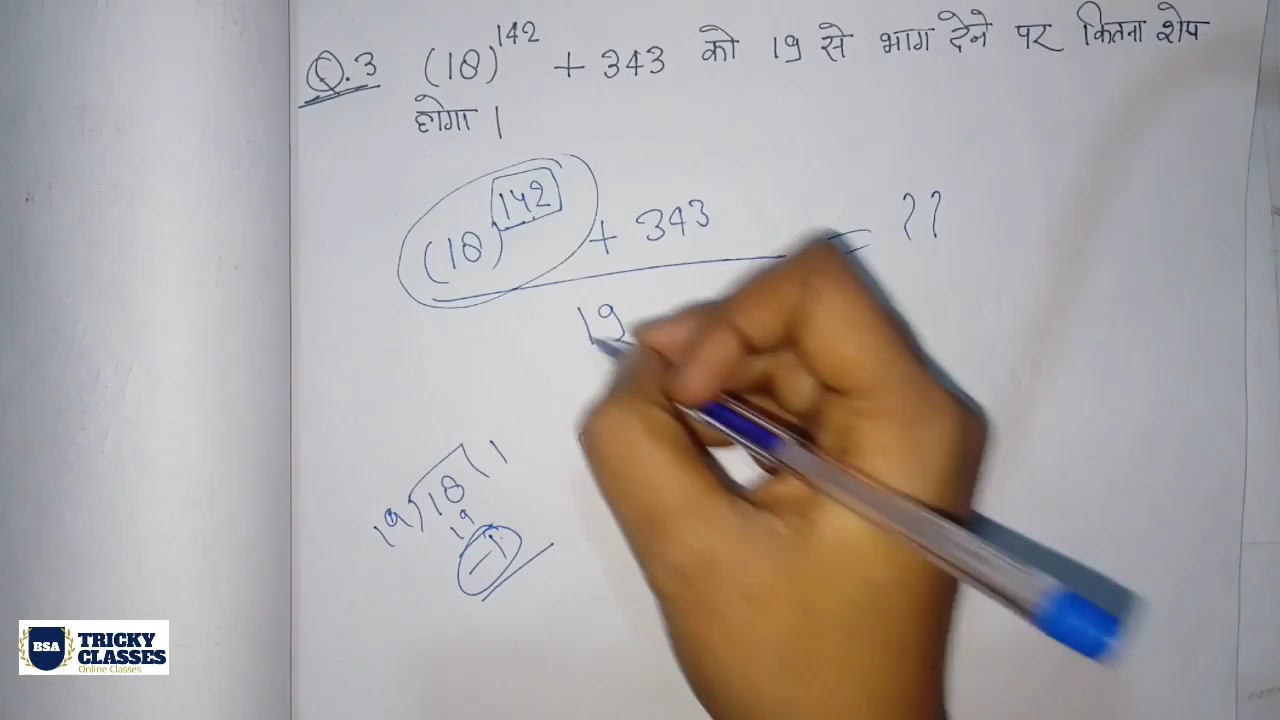 Q.3 (18)^142 + 343 को 19 से भाग देने पर कितना शेष
होगा ।
(18)^142 + 343 = ??
19
19) 18 ( 1
19
-1
BSA TRICKY
CLASSES
Online Classes